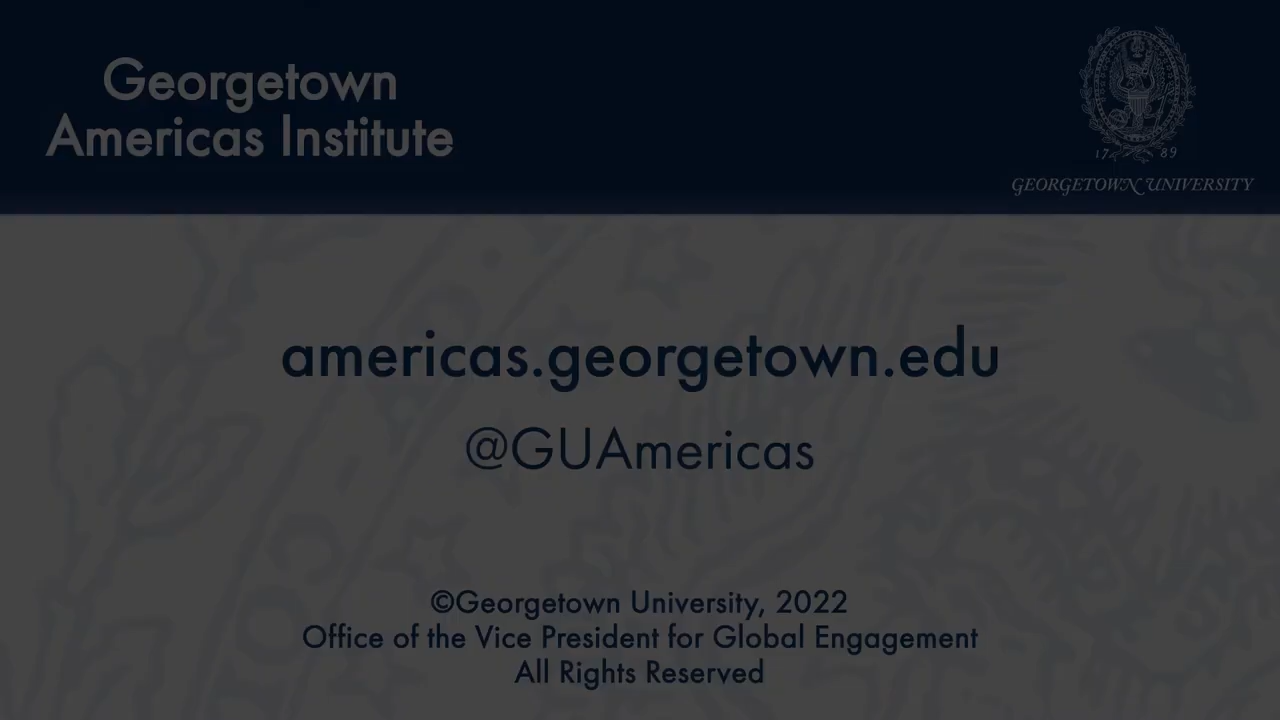 Georgetown
Americas Institute
17 89
GEORGETOWN UNIVERSITY
americas.georgetown.edu
@GUAmericas
©Georgetown University, 2022
Office of the Vice President for Global Engagement
All Rights Reserved